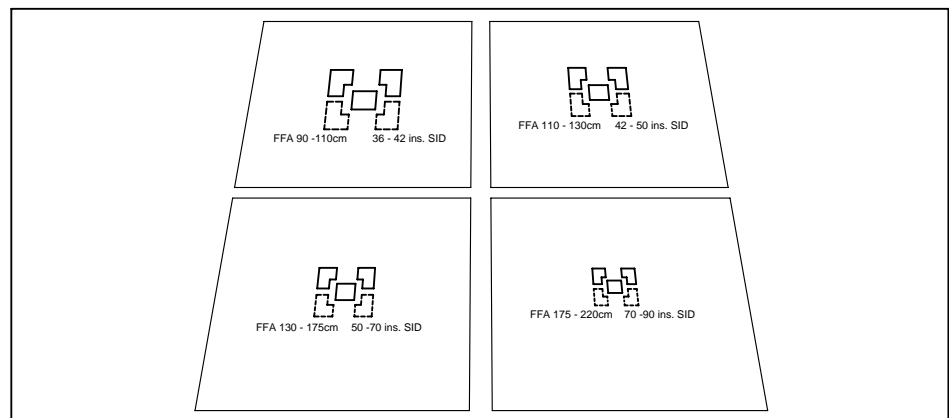 FFA 90 -110cm 36 - 42 ins. SID
FFA 110 - 130cm 42 - 50 ins. SID
FFA 130 - 175cm 50 -70 ins. SID
FFA 175 - 220cm 70 -90 ins. SID